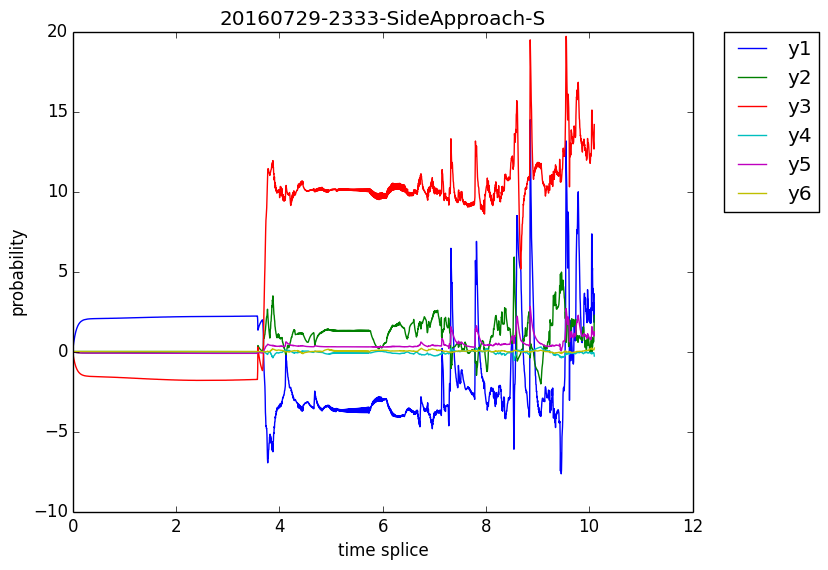 20160729-2333-SideApproach-S
20
15
10
5
0
−5
−10
probability
0 2 4 6 8 10 12
time splice
y1
y2
y3
y4
y5
y6